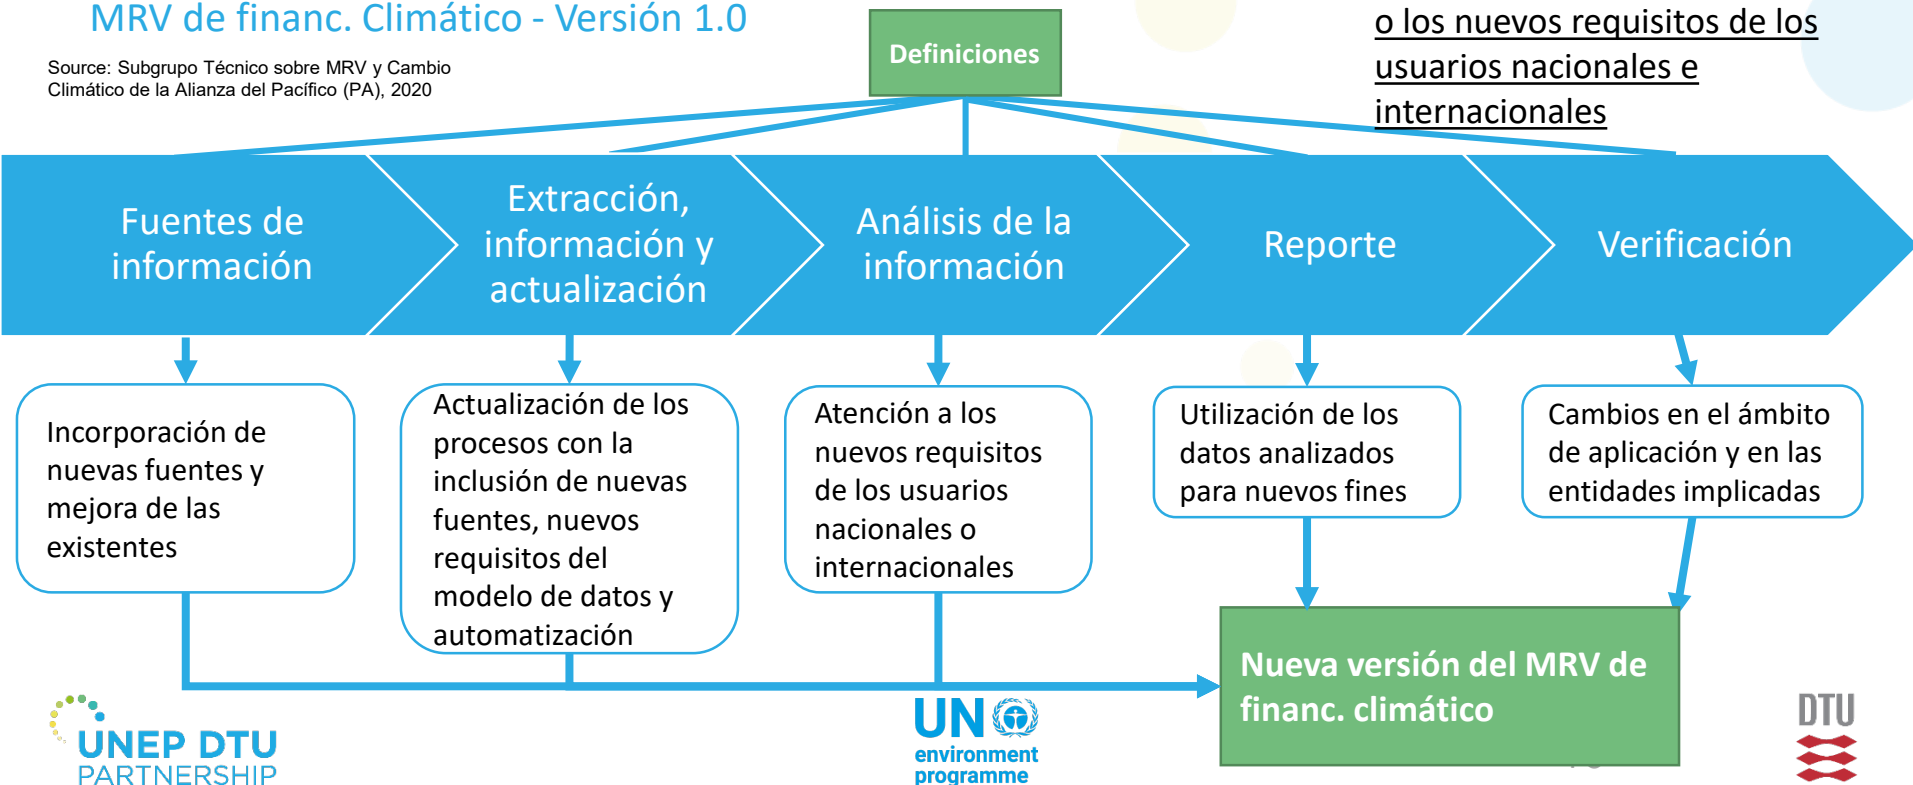 MRV de financ. Climático - Versión 1.0
Source: Subgrupo Técnico sobre MRV y Cambio
Climático de la Alianza del Pacífico (PA), 2020
Definiciones
o los nuevos requisitos de los
usuarios nacionales e
internacionales
Fuentes de
información
Extracción,
información y
actualización
Análisis de la
información
Reporte
Verificación
Incorporación de
nuevas fuentes y
mejora de las
existentes
Actualización de los
procesos con la
inclusión de nuevas
fuentes, nuevos
requisitos del
modelo de datos y
automatización
Atención a los
nuevos requisitos
de los usuarios
nacionales o
internacionales
Utilización de los
datos analizados
para nuevos fines
Cambios en el ámbito
de aplicación y en las
entidades implicadas
Nueva versión del MRV de
financ. climático
UNEP DTU
PARTNERSHIP
UN
environment
programme
DTU